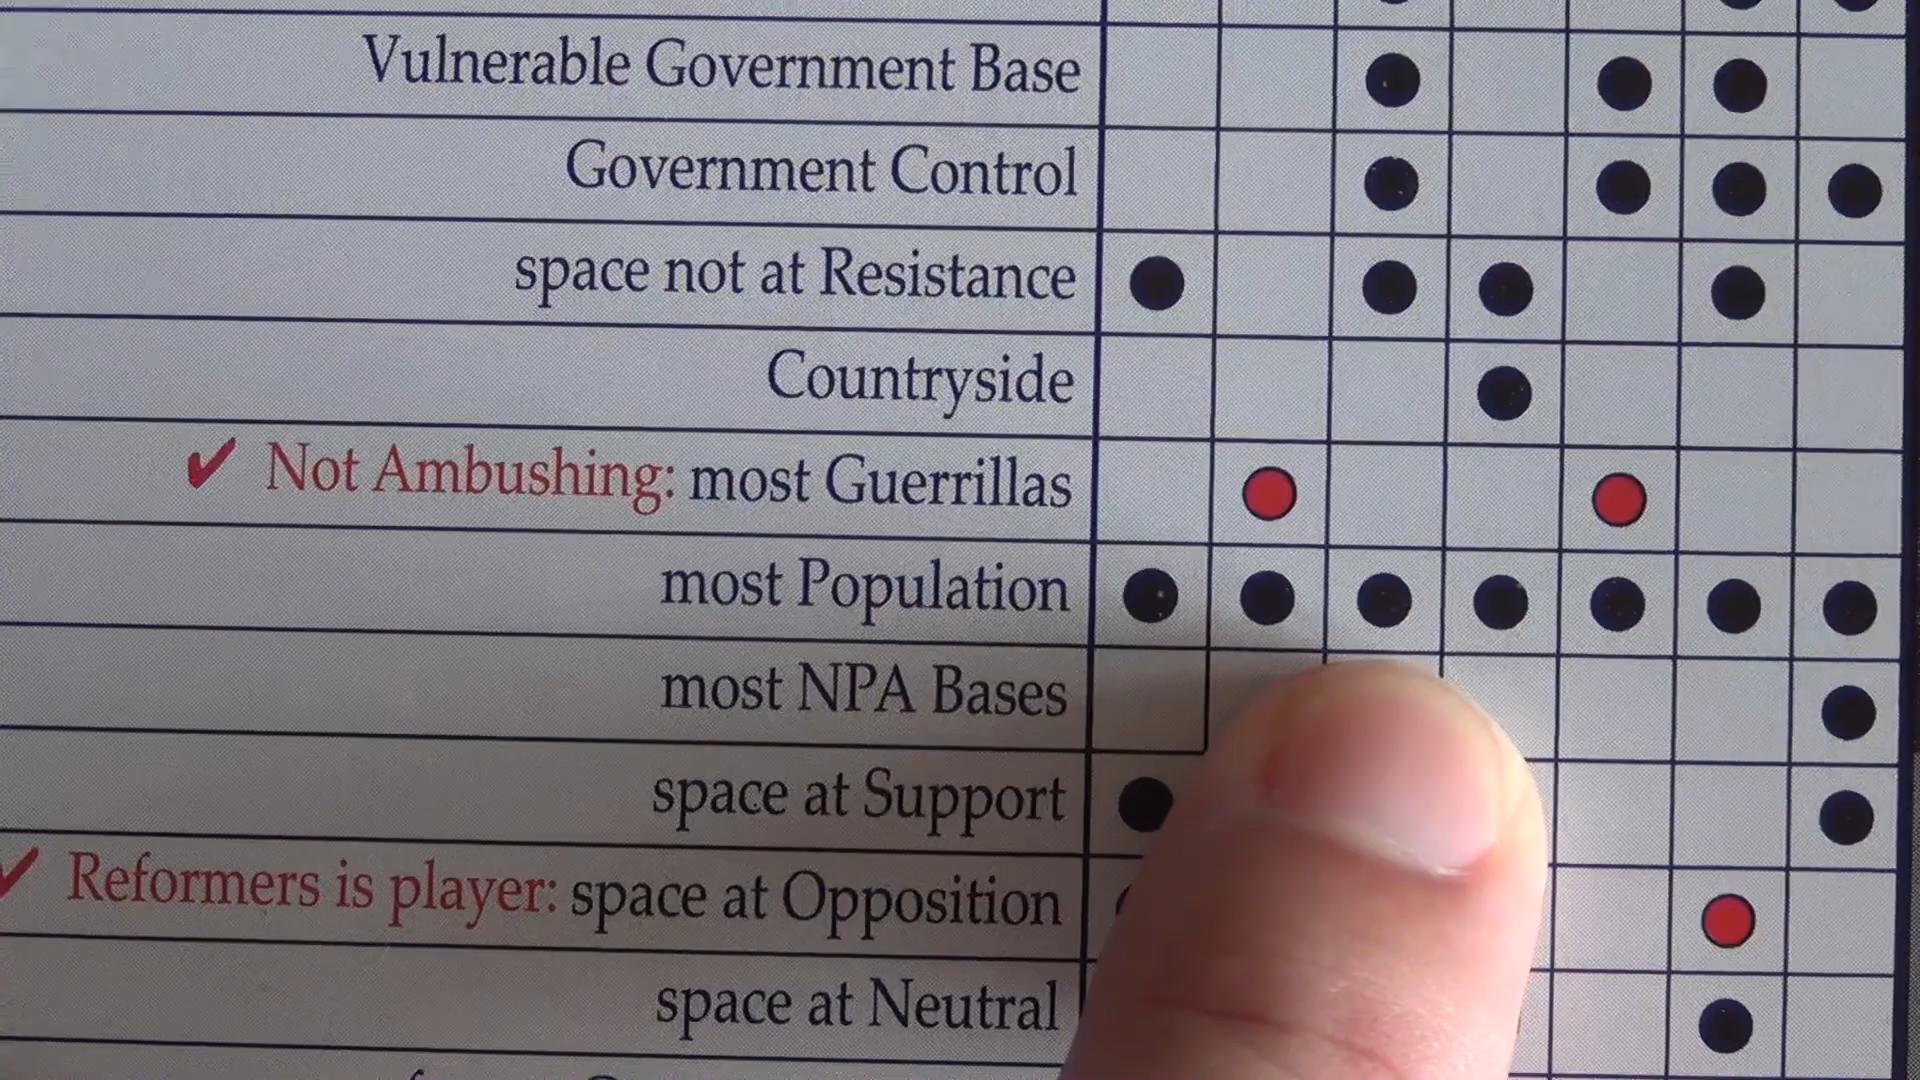 Vulnerable Government Base
Government Control
space not at Resistance
Countryside
✔ Not Ambushing: most Guerrillas
most Population
most NPA Bases
space at Support
✔ Reformers is player: space at Opposition
space at Neutral